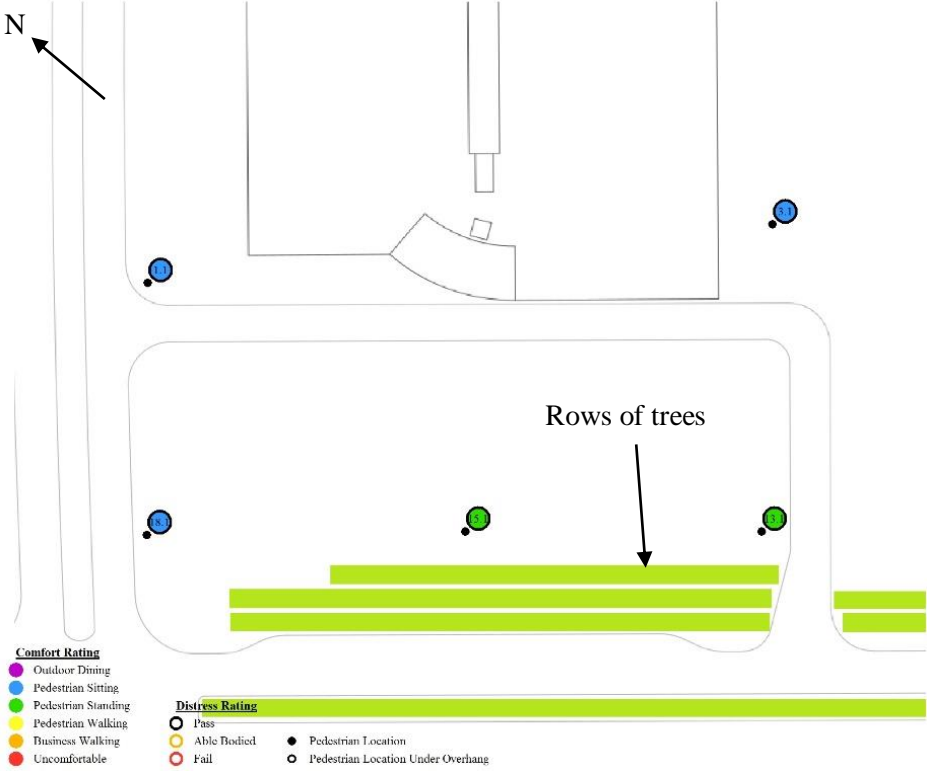 N
3.1
1.1
Rows of trees
18.1
15.1
13.1
Comfort Rating
Outdoor Dining
Pedestrian Sitting
Pedestrian Standing
Pedestrian Walking
Business Walking
Uncomfortable
Distress Rating
Pass
Able Bodied
Fail
Pedestrian Location
Pedestrian Location Under Overhang